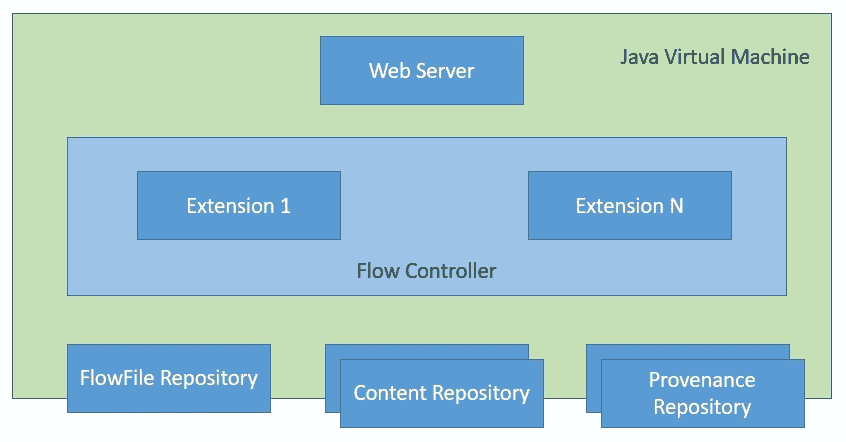 Web Server
Java Virtual Machine
Extension 1
Extension N
Flow Controller
FlowFile Repository
Content Repository
Provenance
Repository